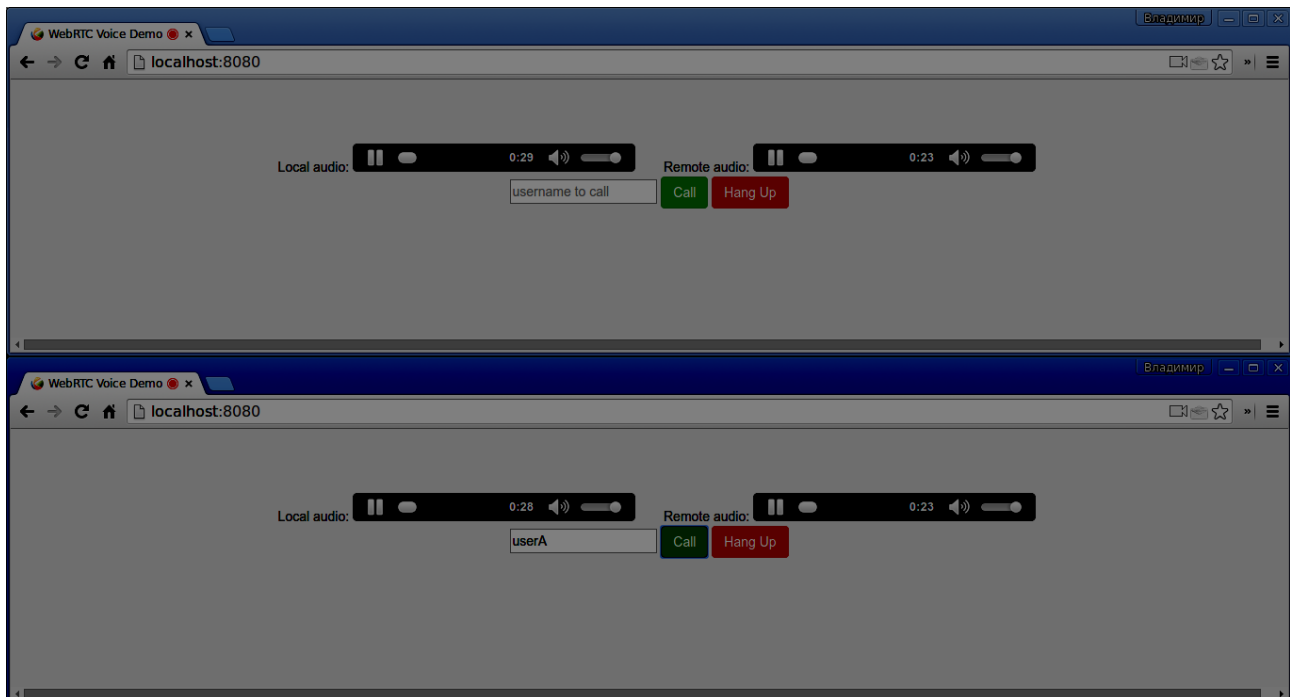 Владимир
WebRTC Voice Demo
localhost:8080
Local audio: 0:29 Remote audio: 0:23
username to call Call Hang Up
Владимир
WebRTC Voice Demo
localhost:8080
Local audio: 0:28 Remote audio: 0:23
userA Call Hang Up